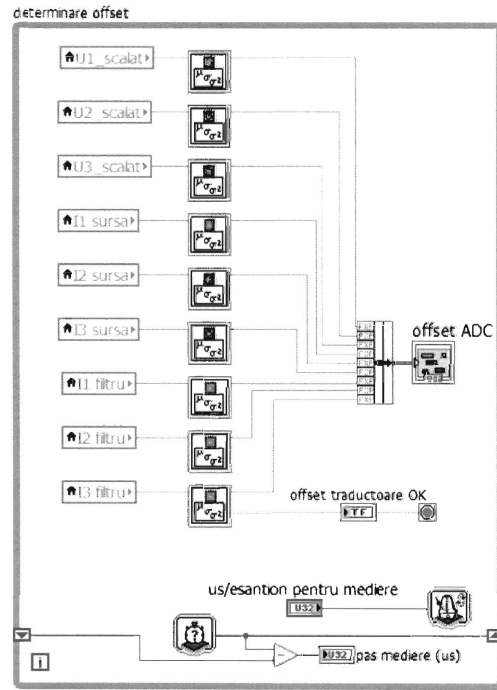 determinare offset
U1_scalat
U2_scalat
U3_scalat
I1 sursa
I2 sursa
I3 sursa
offset ADC
I1 filtru
I2 filtru
I3 filtru
offset traductoare OK
TF
us/esantion pentru mediere
U32
U32 pas mediere (us)
i